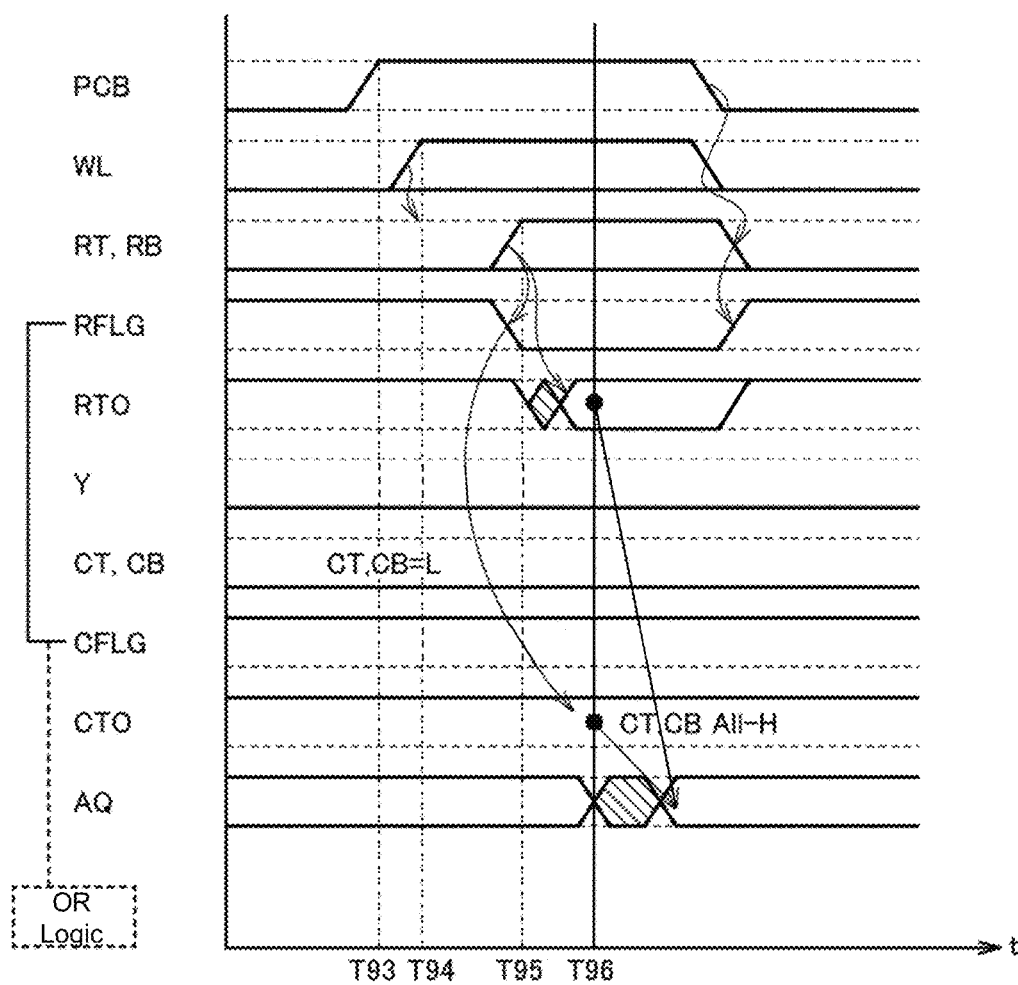 PCB
WL
RT, RB
RFLG
RTO
Y
CT, CB
CT,CB=L
CFLG
CTO
CT,CB All-H
AQ
OR
Logic
T93 T94 T95 T96
t